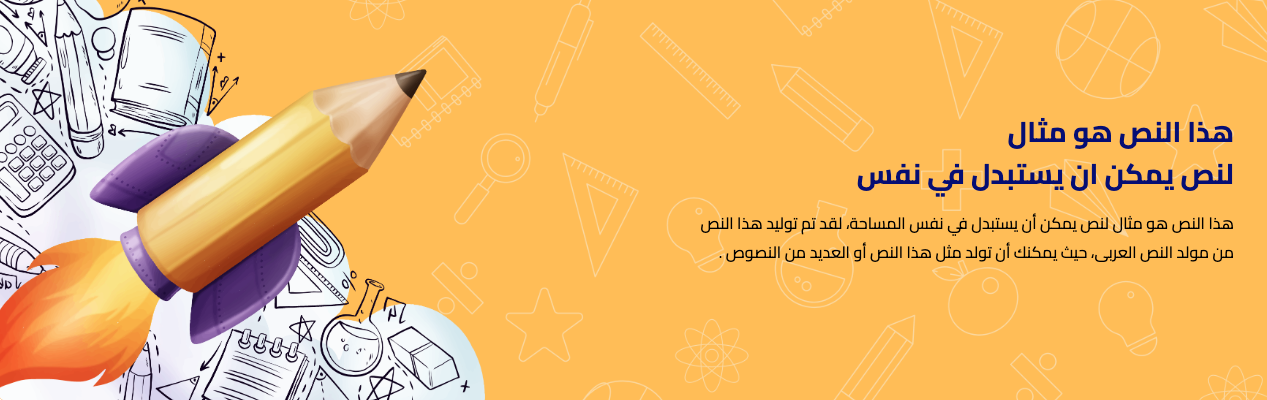 هذا النص هو مثال
لنص يمكن ان يستبدل في نفس
هذا النص هو مثال لنص يمكن أن يستبدل في نفس المساحة، لقد تم توليد هذا النص
من مولد النص العربى، حيث يمكنك أن تولد مثل هذا النص أو العديد من النصوص .